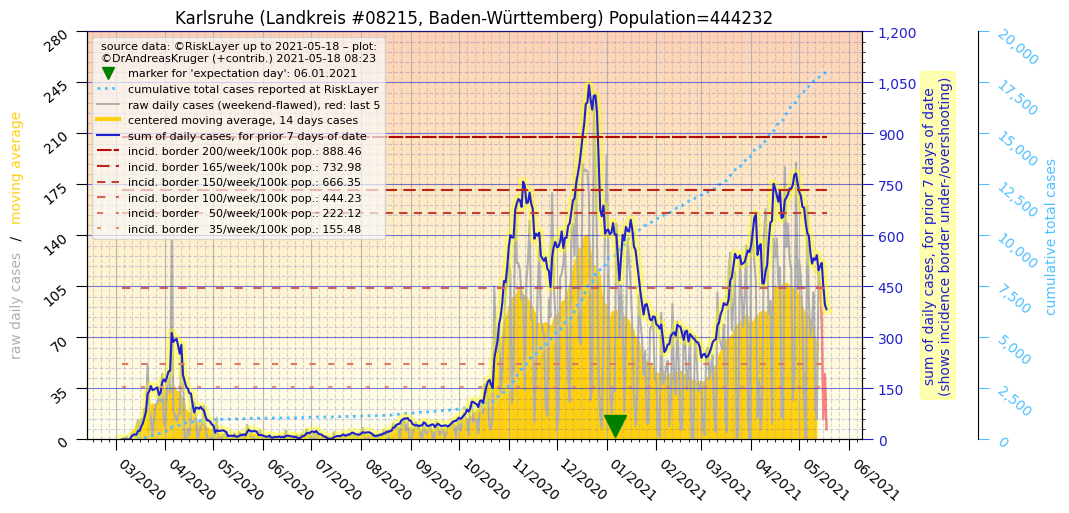 Karlsruhe (Landkreis #08215, Baden-Württemberg) Population=444232
source data: ©RiskLayer up to 2021-05-18 – plot:
©DrAndreasKruger (+contrib.) 2021-05-18 08:23
marker for 'expectation day': 06.01.2021
cumulative total cases reported at RiskLayer
raw daily cases (weekend-flawed), red: last 5
centered moving average, 14 days cases
sum of daily cases, for prior 7 days of date
incid. border 200/week/100k pop.: 888.46
incid. border 165/week/100k pop.: 732.98
incid. border 150/week/100k pop.: 666.35
incid. border 100/week/100k pop.: 444.23
incid. border   50/week/100k pop.: 222.12
incid. border   35/week/100k pop.: 155.48
raw daily cases  /  moving average
280
245
210
175
140
105
70
35
0
03/2020
04/2020
05/2020
06/2020
07/2020
08/2020
09/2020
10/2020
11/2020
12/2020
01/2021
02/2021
03/2021
04/2021
05/2021
06/2021
1,200
1,050
900
750
600
450
300
150
0
sum of daily cases, for prior 7 days of date
(shows incidence border under-/overshooting)
20,000
17,500
15,000
12,500
10,000
7,500
5,000
2,500
0
cumulative total cases